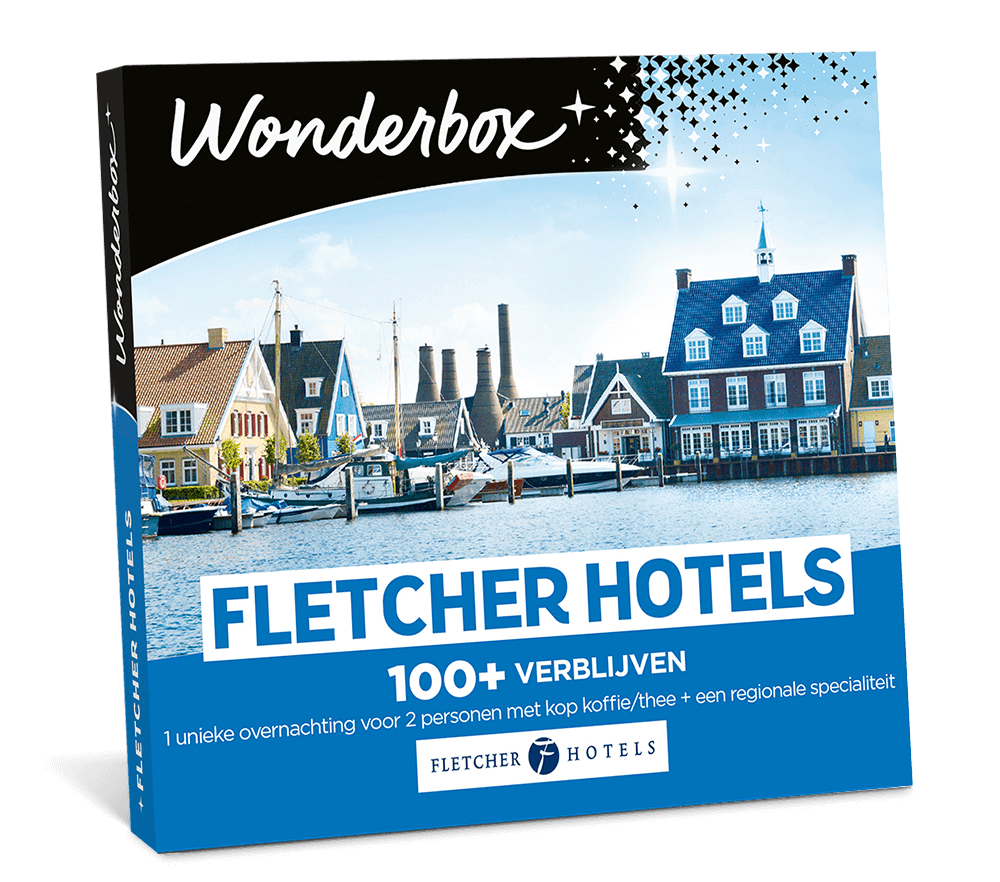 Wonderbox
FLETCHER HOTELS
100+ VERBLIJVEN
1 unieke overnachting voor 2 personen met kop koffie/thee + een regionale specialiteit
FLETCHER F HOTELS
Wonderbox
+ FLETCHER HOTELS